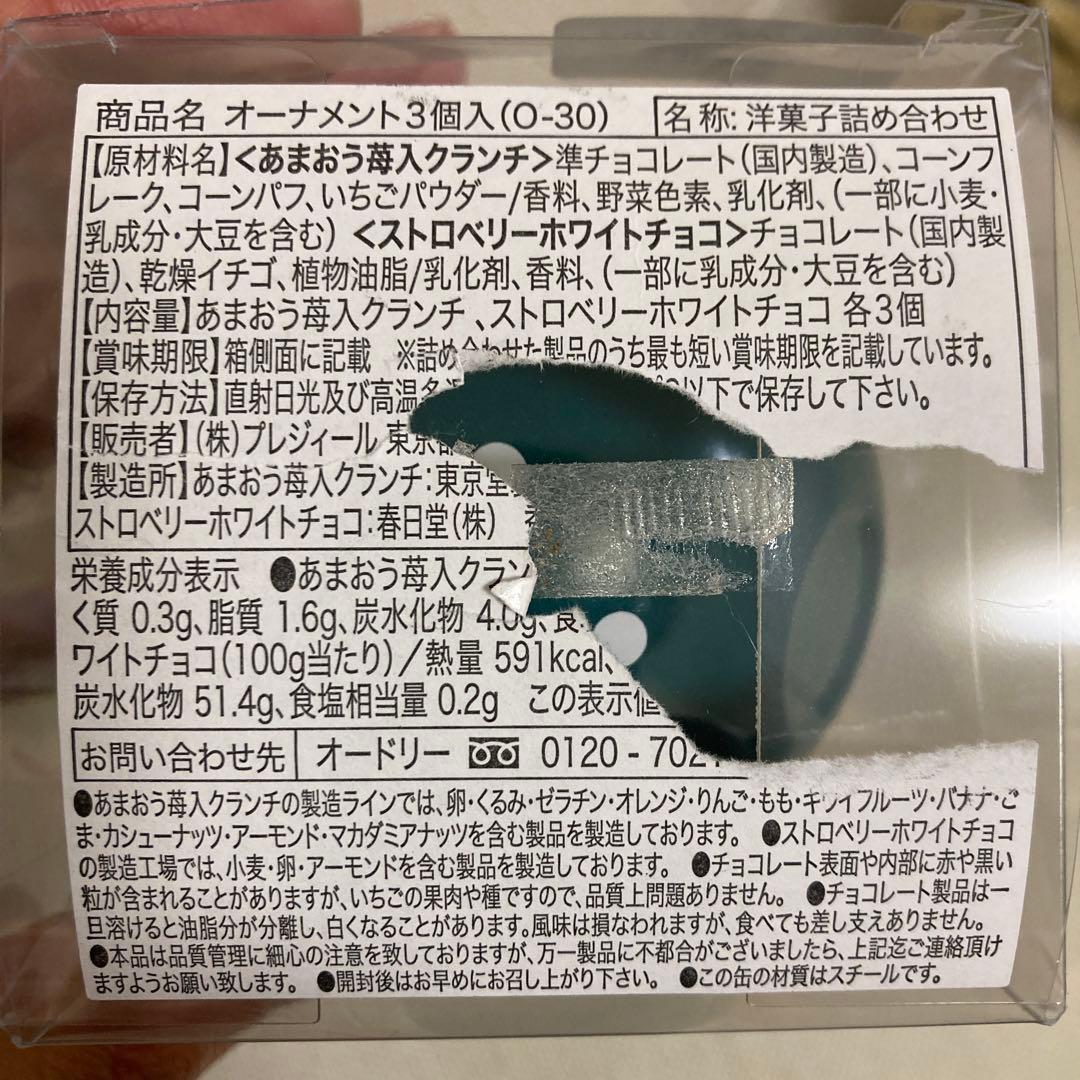 商品名 オーナメント3個入(O-30)
名称: 洋菓子詰め合わせ
【原材料名】<あまおう苺入クランチ>準チョコレート(国内製造)、コーンフ
レーク、コーンパフ、いちごパウダー/香料、野菜色素、乳化剤、(一部に小麦・
乳成分・大豆を含む) <ストロベリーホワイトチョコ>チョコレート(国内製
造)、乾燥イチゴ、植物油脂/乳化剤、香料、(一部に乳成分・大豆を含む)
【内容量】あまおう苺入クランチ 、ストロベリーホワイトチョコ 各3個
【賞味期限】箱側面に記載 ※詰め合わせた製品のうち最も短い賞味期限を記載しています。
【保存方法】直射日光及び高温多 以下で保存して下さい。
【販売者】(株)プレジィール 東京都
【製造所】あまおう苺入クランチ:東京堂
ストロベリーホワイトチョコ:春日堂(株)
栄養成分表示 ●あまおう苺入クラン
く質 0.3g、脂質 1.6g、炭水化物 4.0g、食
ワイトチョコ(100g当たり)/熱量 591kcal、
炭水化物 51.4g、食塩相当量 0.2g この表示値
お問い合わせ先 オードリー 0120-702
●あまおう苺入クランチの製造ラインでは、卵・くるみ・ゼラチン・オレンジ・りんご・もも・キウイフルーツ・バナナ・ご
ま・カシューナッツ・アーモンド・マカダミアナッツを含む製品を製造しております。 ●ストロベリーホワイトチョコ
の製造工場では、小麦・卵・アーモンドを含む製品を製造しております。 ●チョコレート表面や内部に赤や黒い
粒が含まれることがありますが、いちごの果肉や種ですので、品質上問題ありません。 ●チョコレート製品は一
旦溶けると油脂分が分離し、白くなることがあります。風味は損なわれますが、食べても差し支えありません。
●本品は品質管理に細心の注意を致しておりますが、万一製品に不都合がございましたら、上記迄ご連絡頂け
ますようお願い致します。 ●開封後はお早めにお召し上がり下さい。 ●この缶の材質はスチールです。